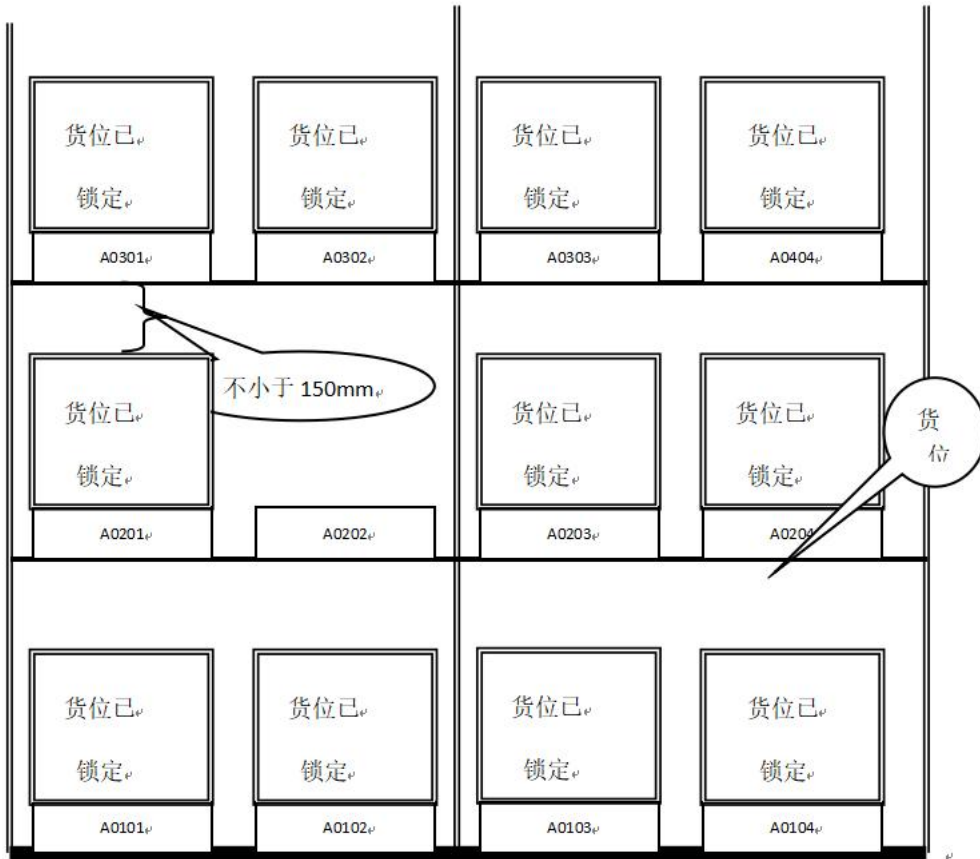 货位已
锁定
货位已
锁定
货位已
锁定
货位已
锁定
A0301
A0302
A0303
A0404
不小于 150mm
货位已
锁定
货位已
锁定
货位已
锁定
货
位
A0201
A0202
A0203
A0204
货位已
锁定
货位已
锁定
货位已
锁定
货位已
锁定
A0101
A0102
A0103
A0104